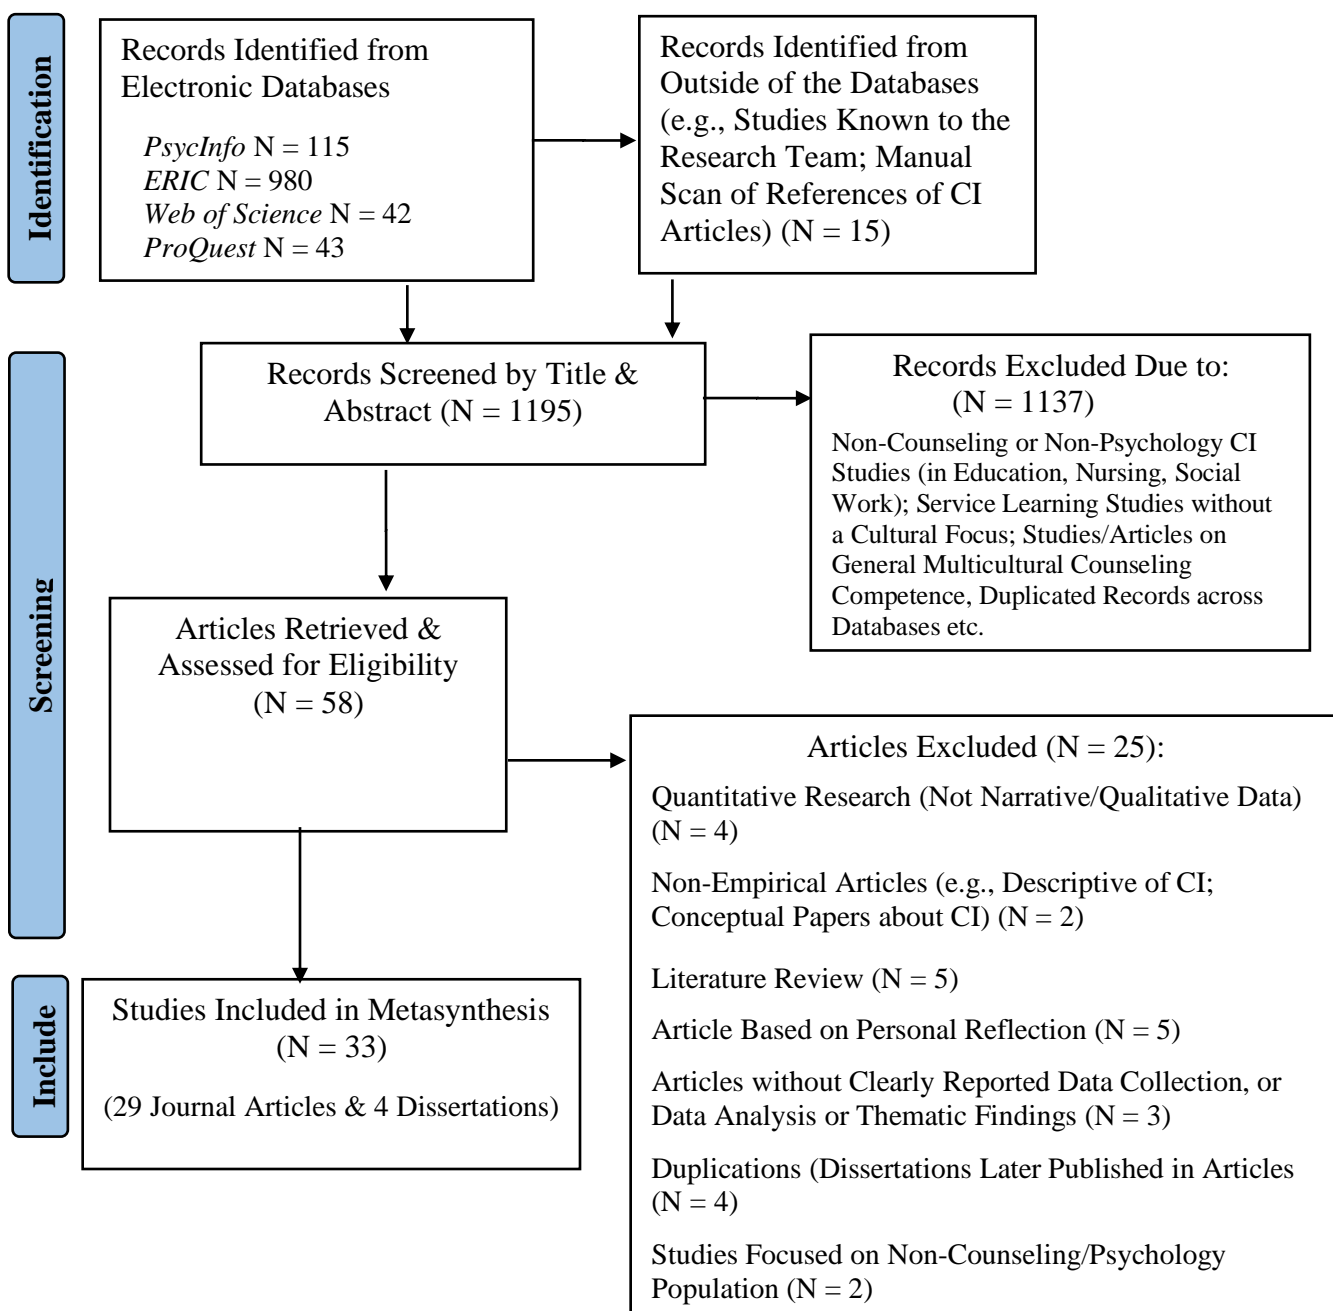 Identification
Records Identified from
Electronic Databases
PsycInfo N = 115
ERIC N = 980
Web of Science N = 42
ProQuest N = 43
Records Identified from
Outside of the Databases
(e.g., Studies Known to the
Research Team; Manual
Scan of References of CI
Articles) (N = 15)
Screening
Records Screened by Title &
Abstract (N = 1195)
Records Excluded Due to:
(N = 1137)
Non-Counseling or Non-Psychology CI
Studies (in Education, Nursing, Social
Work); Service Learning Studies without
a Cultural Focus; Studies/Articles on
General Multicultural Counseling
Competence, Duplicated Records across
Databases etc.
Articles Retrieved &
Assessed for Eligibility
(N = 58)
Articles Excluded (N = 25):
Quantitative Research (Not Narrative/Qualitative Data)
(N = 4)
Non-Empirical Articles (e.g., Descriptive of CI;
Conceptual Papers about CI) (N = 2)
Literature Review (N = 5)
Article Based on Personal Reflection (N = 5)
Articles without Clearly Reported Data Collection, or
Data Analysis or Thematic Findings (N = 3)
Duplications (Dissertations Later Published in Articles
(N = 4)
Studies Focused on Non-Counseling/Psychology
Population (N = 2)
Include
Studies Included in Metasynthesis
(N = 33)
(29 Journal Articles & 4 Dissertations)